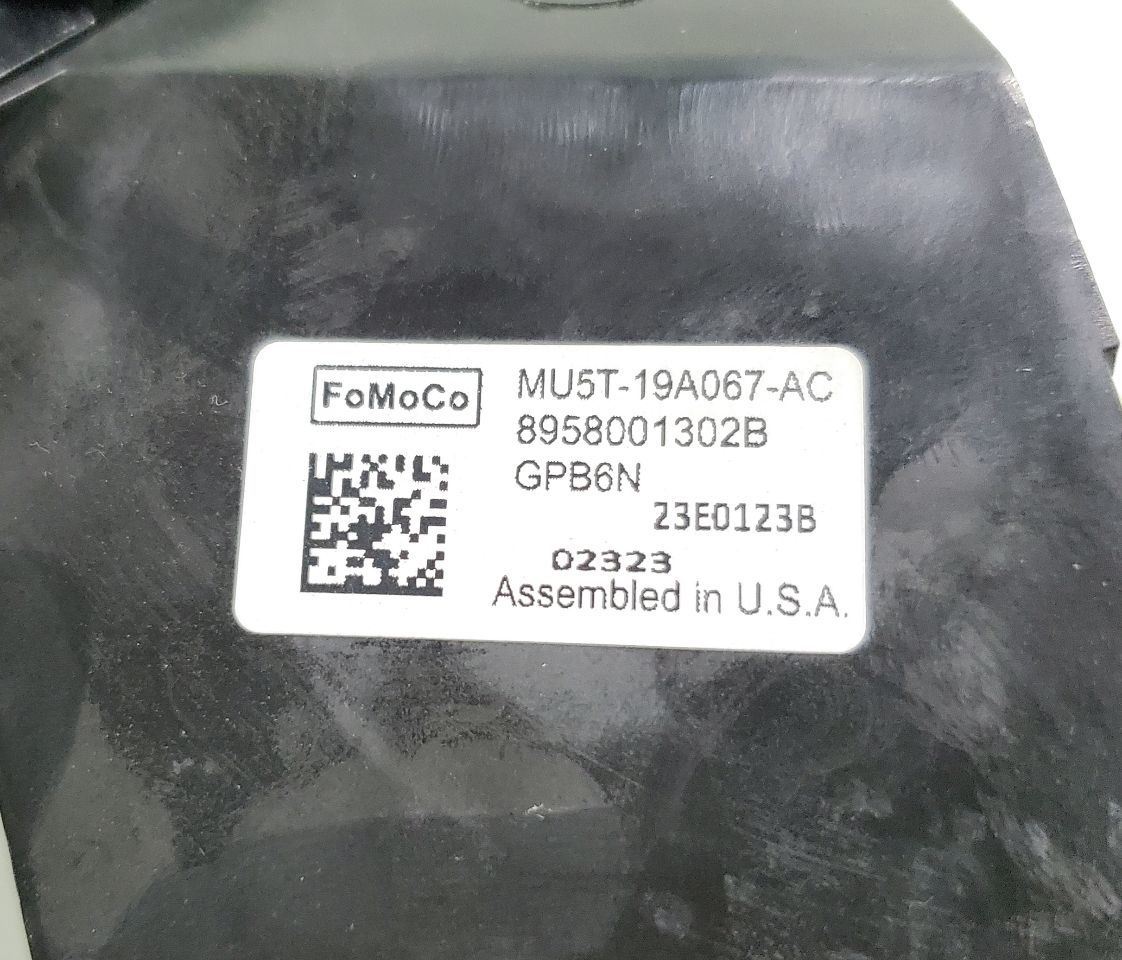 FoMoCo
MU5T-19A067-AC
8958001302B
GPB6N
23E0123B
02323
Assembled in U.S.A.